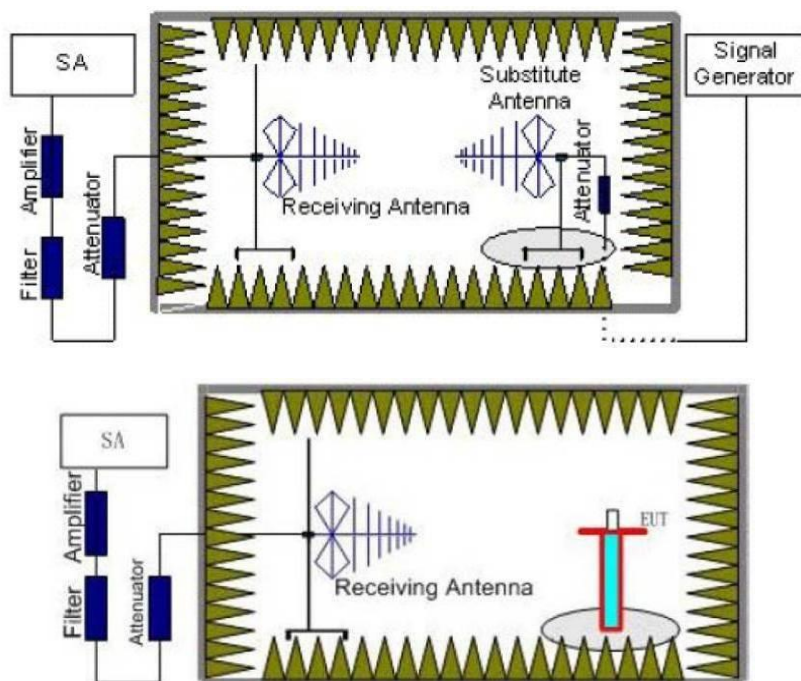 SA
Signal
Generator
Substitute
Antenna
Amplifier
Attenuator
Attenuator
Filter
Receiving Antenna
SA
Amplifier
EUT
Filter
Attenuator
Receiving Antenna